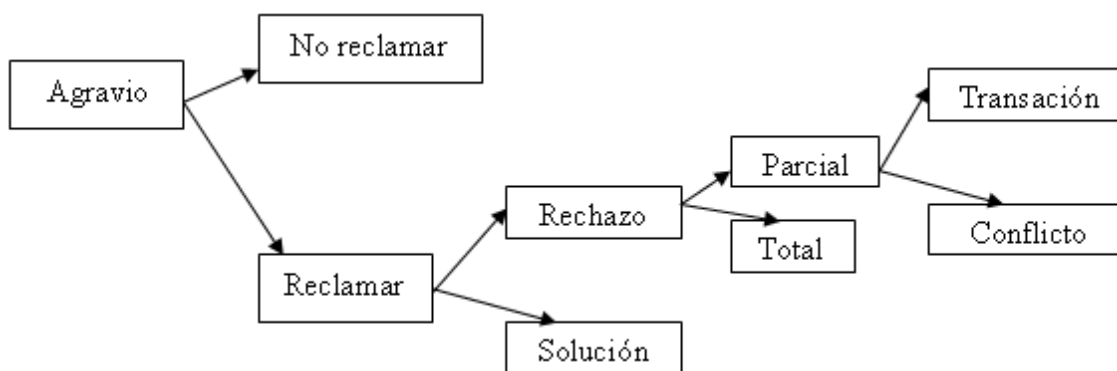 No reclamar
Agravio
Transación
Parcial
Rechazo
Conflicto
Total
Reclamar
Solución